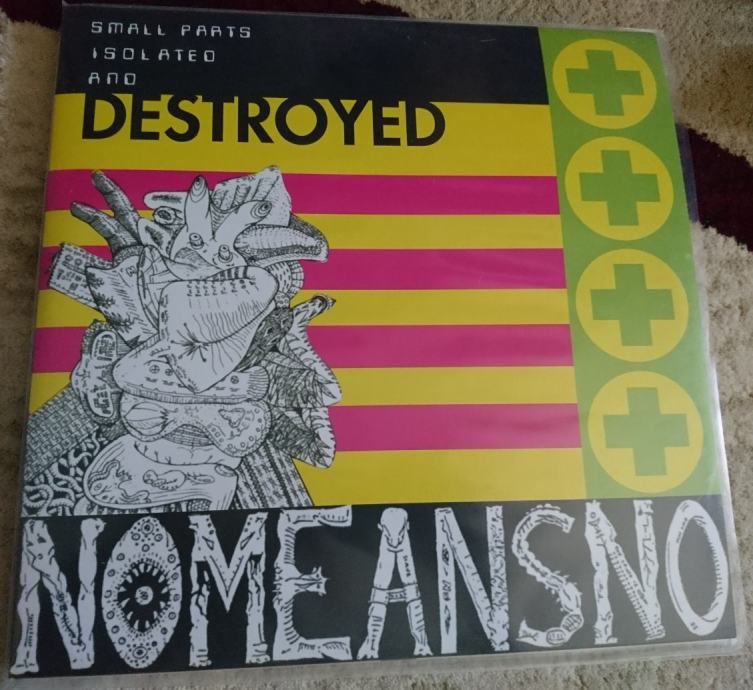 SMALL PARTS
ISOLATED
AND
DESTROYED
NOMEANSNO